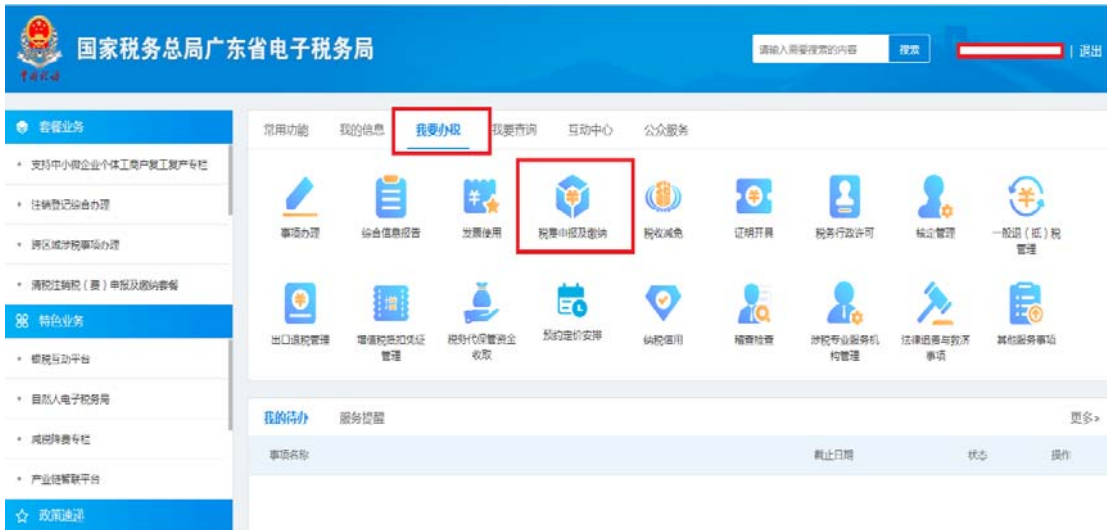 国家税务总局广东省电子税务局
中国税务
请输入需要搜索的内容
搜索
| 退出
套餐业务
支持中小微企业个体工商户复工复产专栏
注销登记综合办理
跨区域涉税事项办理
清税注销税（费）申报及缴纳套餐
特色业务
银税互动平台
自然人电子税务局
减税降费专栏
产业链智联平台
政策速递
常用功能 我的信息 我要办税 我要查询 互动中心 公众服务
事项办理 综合信息报告 发票使用 税费申报及缴纳 税收减免 证明开具 税务行政许可 核定管理 一般退（抵）税
管理
出口退税管理 增值税抵扣凭证 税务代保管资金 预约定价安排 纳税信用 稽查检查 涉税专业服务机 法律追责与救济 其他服务事项
管理 收取 构管理 事项
我的待办 服务提醒 更多»
事项名称 截止日期 状态 操作